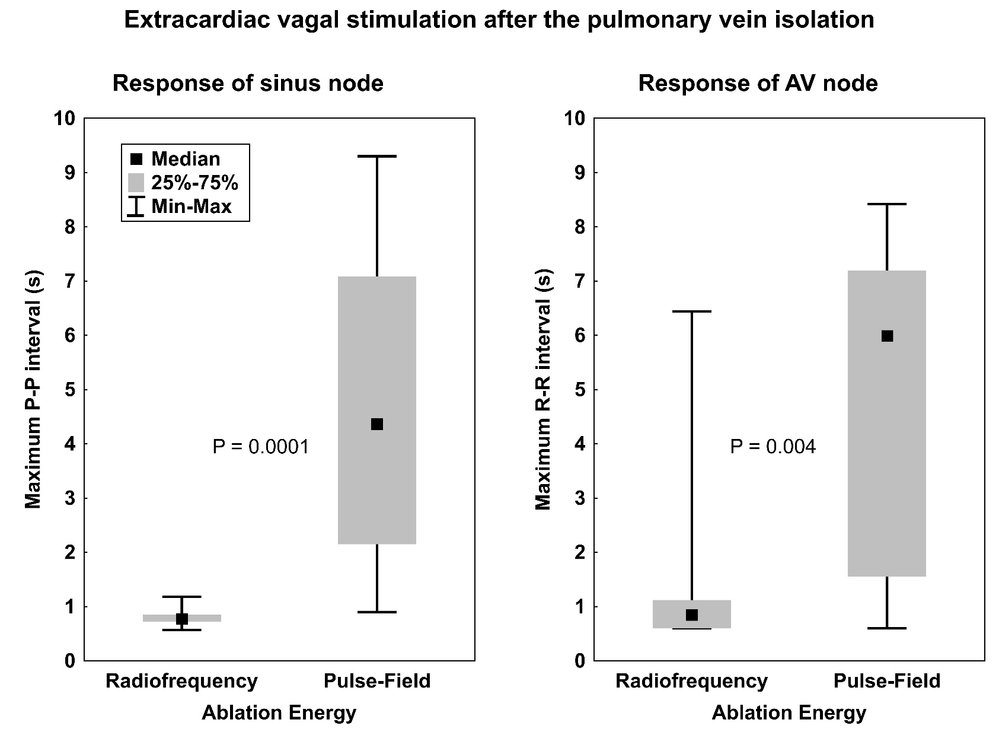 Extracardiac vagal stimulation after the pulmonary vein isolation
Response of sinus node
10
9
8
7
6
5
4
3
2
1
0
Maximum P-P interval (s)
Median
25%-75%
Min-Max
P = 0.0001
Radiofrequency
Pulse-Field
Ablation Energy
Response of AV node
10
9
8
7
6
5
4
3
2
1
0
Maximum R-R interval (s)
P = 0.004
Radiofrequency
Pulse-Field
Ablation Energy